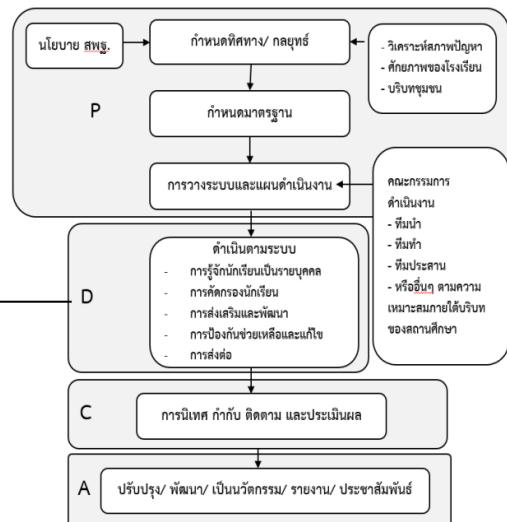 นโยบาย สพฐ.
กำหนดทิศทาง/ กลยุทธ์
- วิเคราะห์สภาพปัญหา
- ศักยภาพของโรงเรียน
- บริบทชุมชน
P
กำหนดมาตรฐาน
การวางระบบและแผนดำเนินงาน
คณะกรรมการ
ดำเนินงาน
- ทีมนำ
- ทีมทำ
- ทีมประสาน
- หรืออื่นๆ ตามความ
เหมาะสมภายใต้บริบท
ของสถานศึกษา
D
ดำเนินตามระบบ
- การรู้จักนักเรียนเป็นรายบุคคล
- การคัดกรองนักเรียน
- การส่งเสริมและพัฒนา
- การป้องกันช่วยเหลือและแก้ไข
- การส่งต่อ
C
การนิเทศ กำกับ ติดตาม และประเมินผล
A
ปรับปรุง/ พัฒนา/ เป็นนวัตกรรม/ รายงาน/ ประชาสัมพันธ์